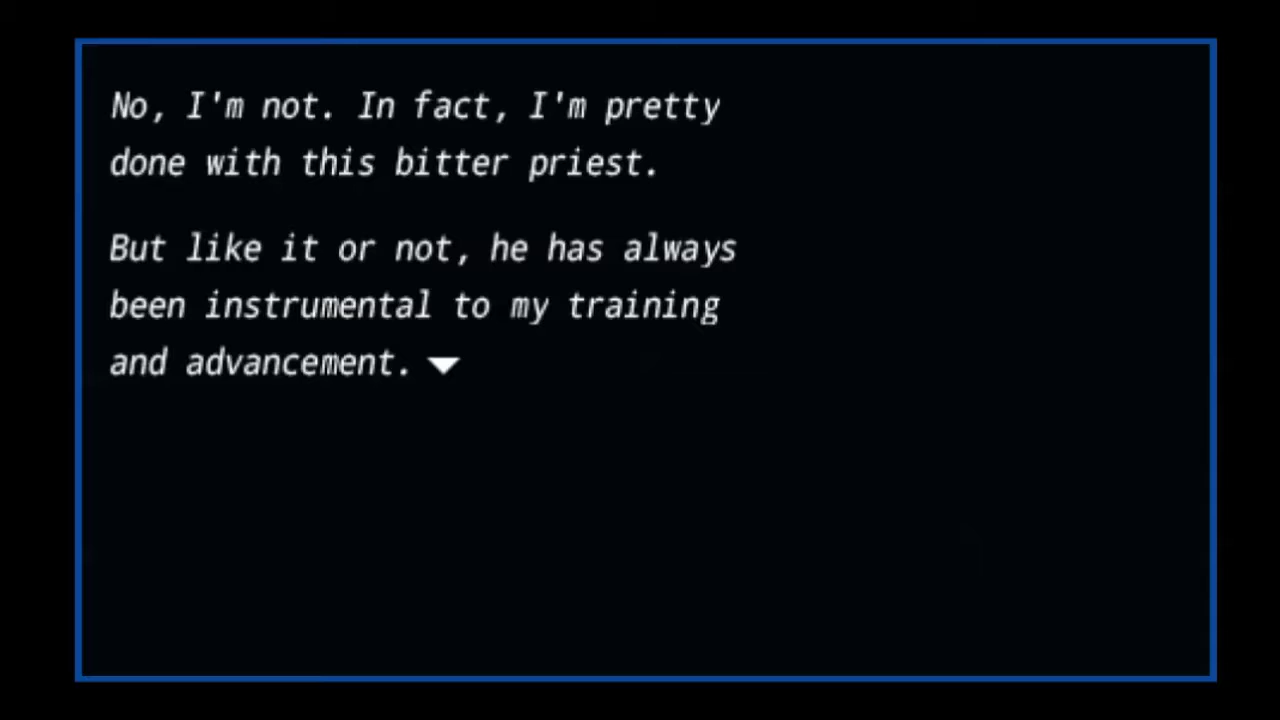 No, I'm not. In fact, I'm pretty
done with this bitter priest.
But like it or not, he has always
been instrumental to my training
and advancement.